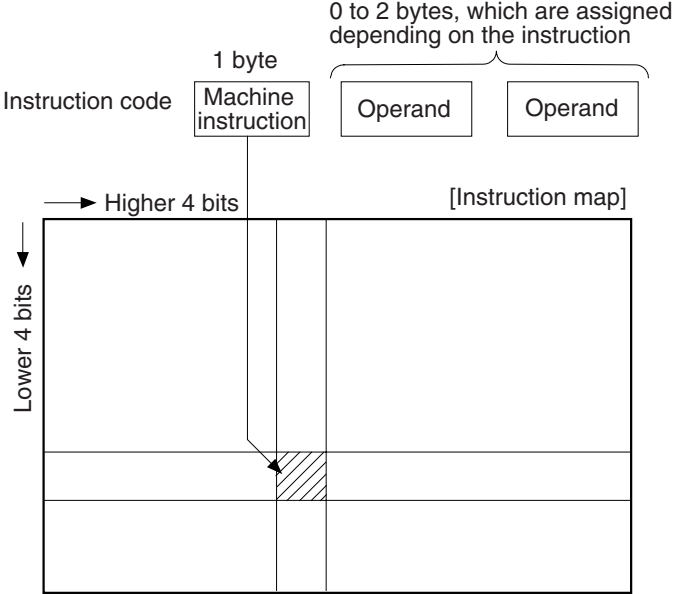 0 to 2 bytes, which are assigned
depending on the instruction
1 byte
Instruction code
Machine
instruction
Operand
Operand
Higher 4 bits
[Instruction map]
Lower 4 bits